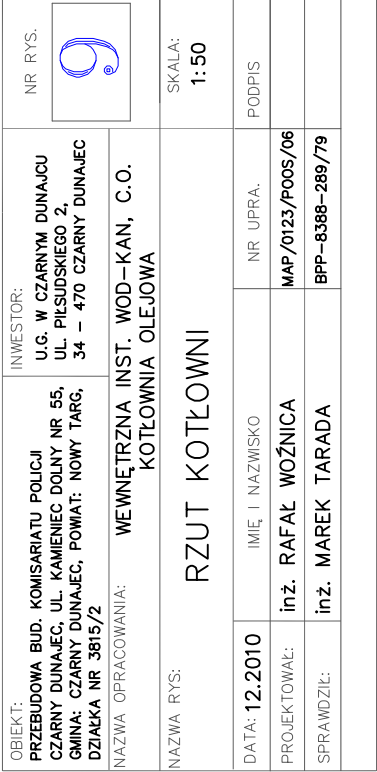 OBIEKT:
PRZEBUDOWA BUD. KOMISARIATU POLICJI
CZARNY DUNAJEC, UL. KAMIENIEC DOLNY NR 55,
GMINA: CZARNY DUNAJEC, POWIAT: NOWY TARG,
DZIAŁKA NR 3815/2
INWESTOR:
U.G. W CZARNYM DUNAJCU
UL. PIŁSUDSKIEGO 2,
34 – 470 CZARNY DUNAJEC
NR RYS.
9
NAZWA OPRACOWANIA:
WEWNĘTRZNA INST. WOD–KAN, C.O.
KOTŁOWNIA OLEJOWA
NAZWA RYS:
RZUT KOTŁOWNI
SKALA:
1:50
DATA: 12.2010 IMIĘ I NAZWISKO NR UPRA. PODPIS
PROJEKTOWAŁ: inż. RAFAŁ WOŹNICA MAP/0123/POOS/06
SPRAWDZIŁ: inż. MAREK TARADA BPP–8388–289/79